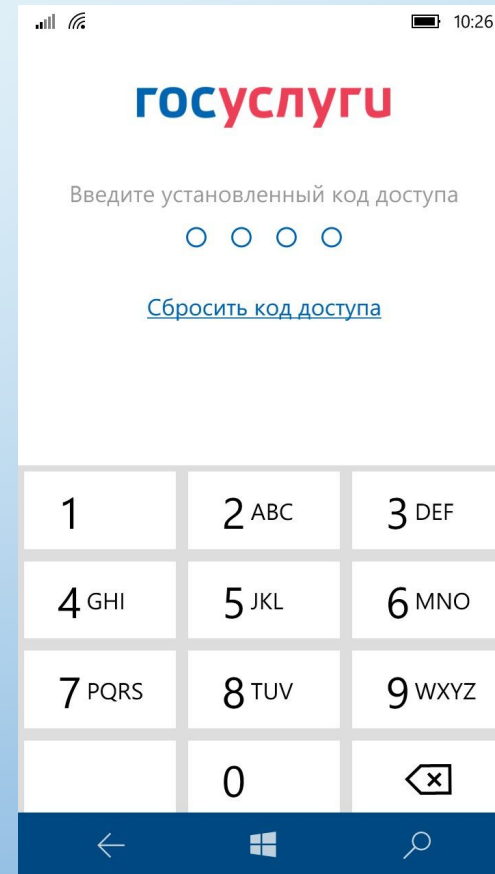 10:26
госуслуги
Введите установленный код доступа
Сбросить код доступа
1 2 ABC 3 DEF
4 GHI 5 JKL 6 MNO
7 PQRS 8 TUV 9 WXYZ
0